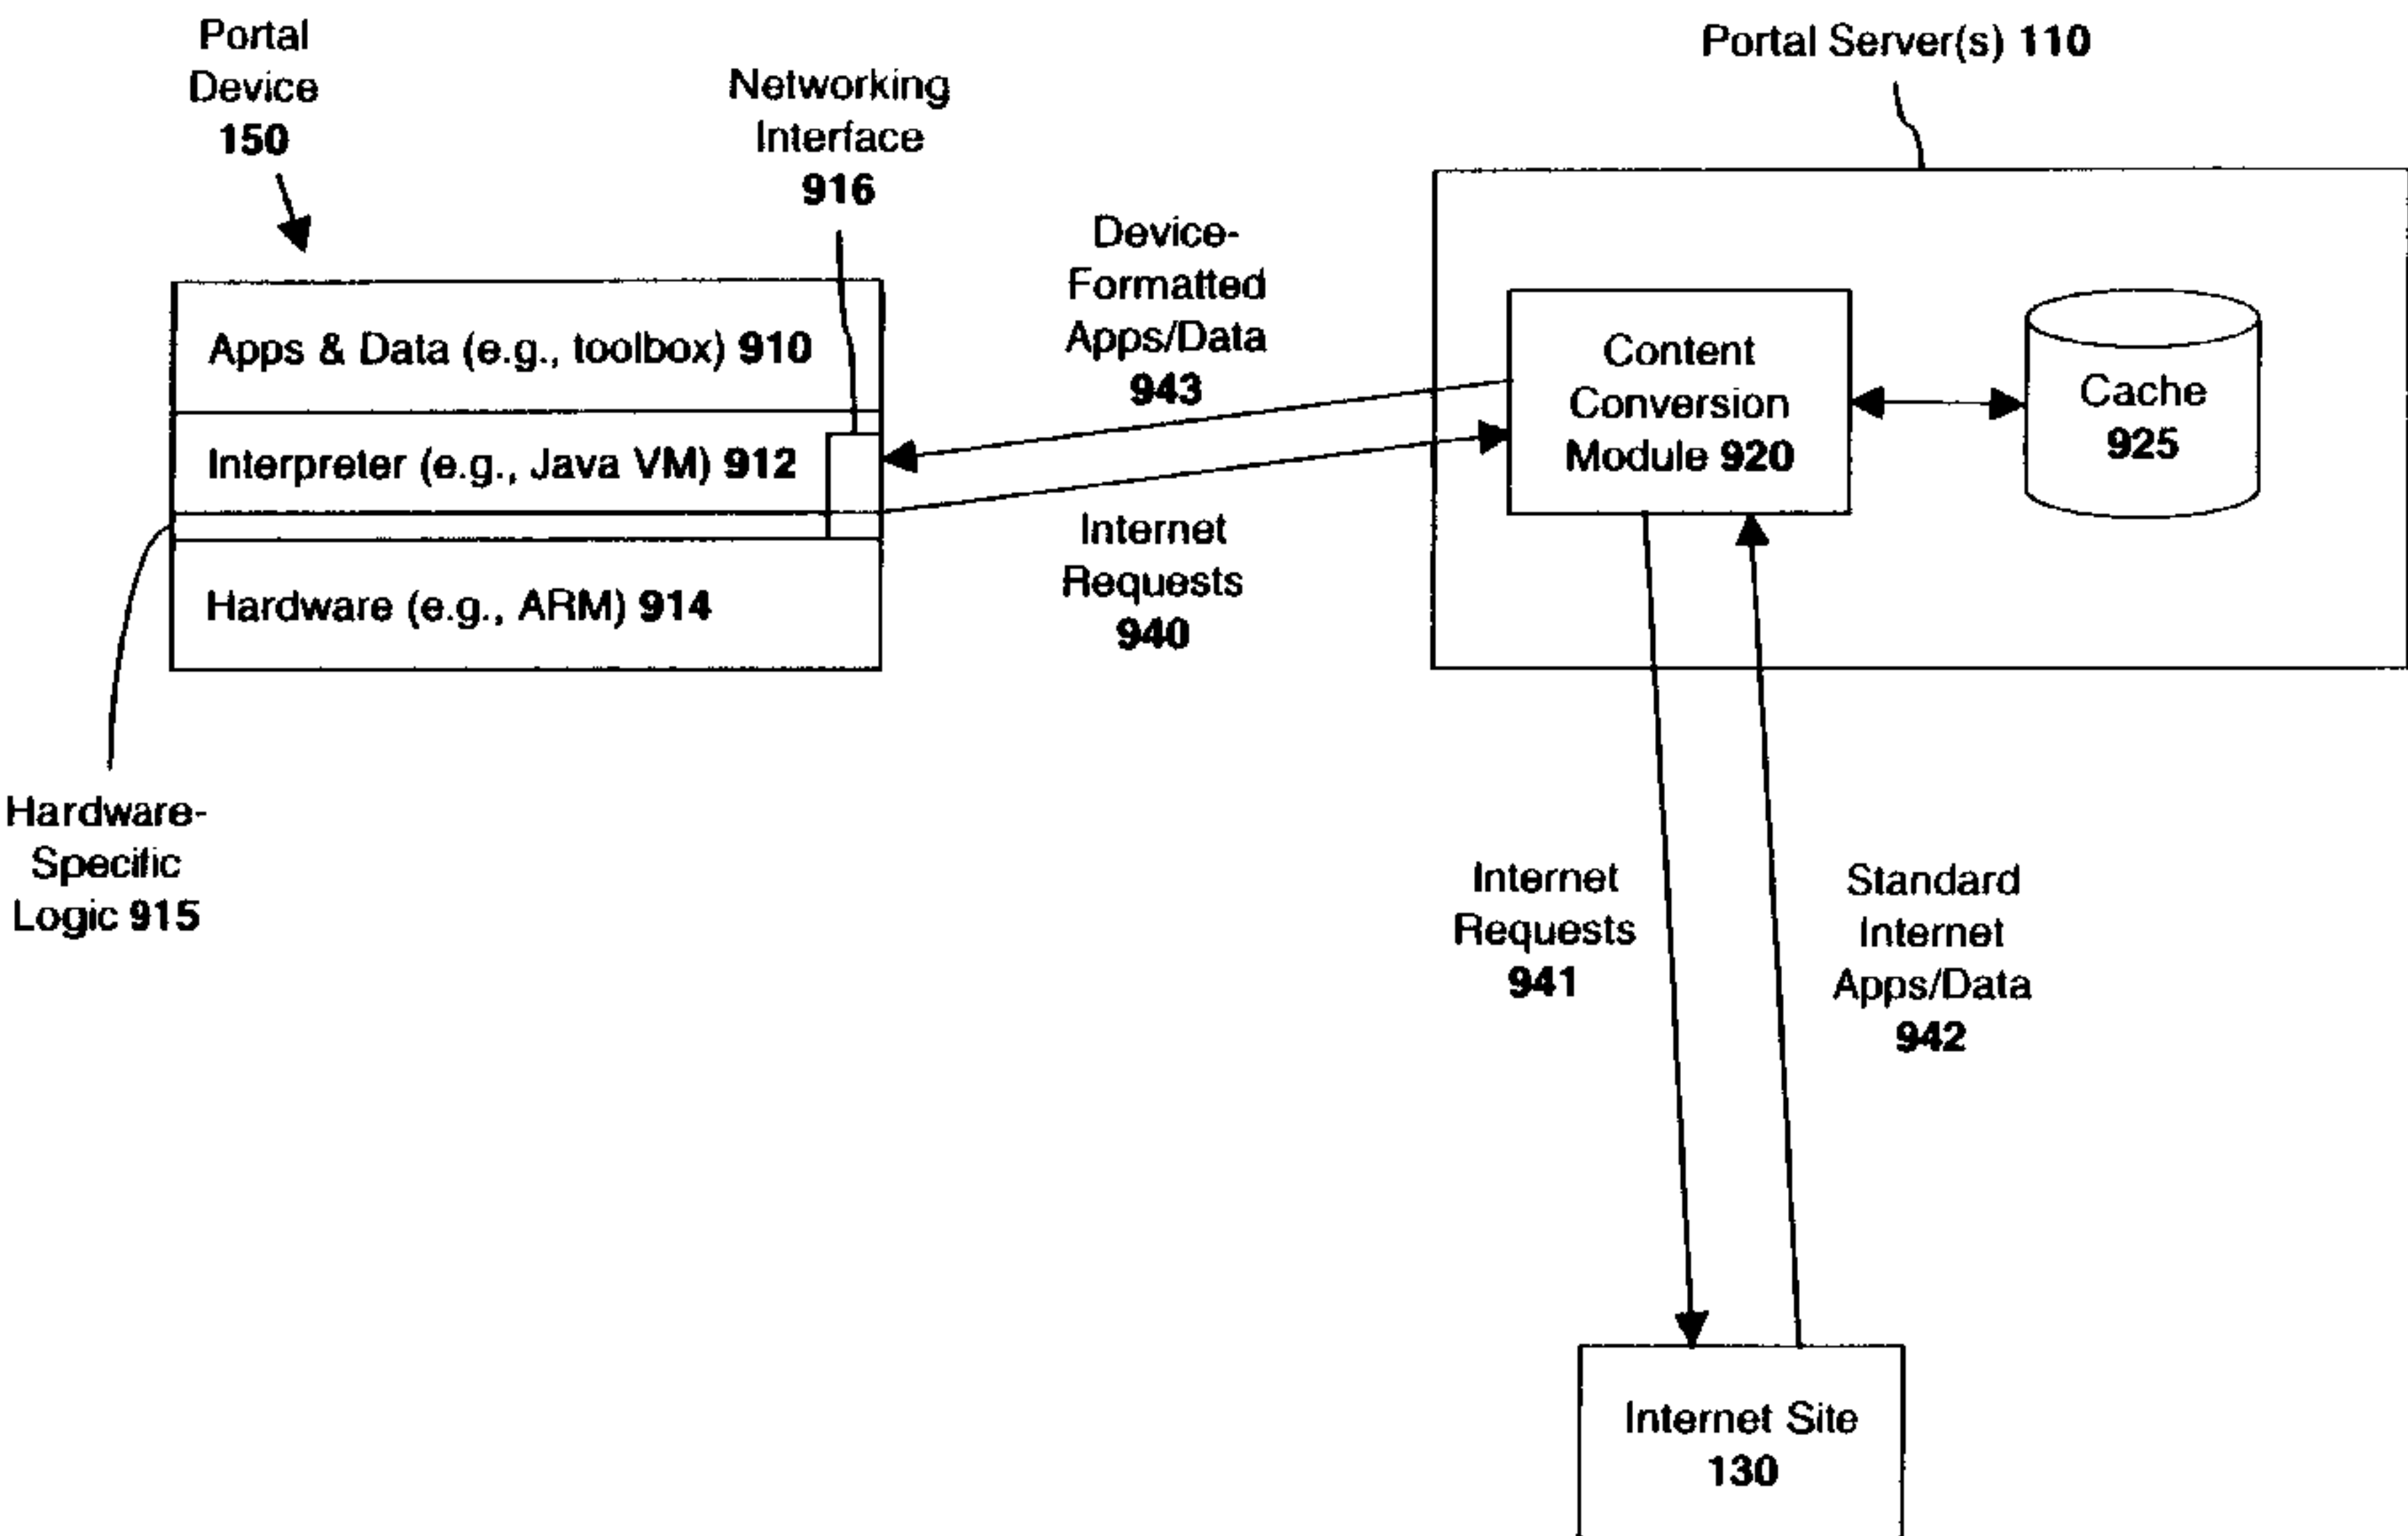 Portal
Device
150
Networking
Interface
916
Portal Server(s) 110
Device-
Formatted
Apps/Data
943
Apps & Data (e.g., toolbox) 910
Interpreter (e.g., Java VM) 912
Hardware (e.g., ARM) 914
Content
Conversion
Module 920
Cache
925
Internet
Requests
940
Hardware-
Specific
Logic 915
Internet
Requests
941
Standard
Internet
Apps/Data
942
Internet Site
130